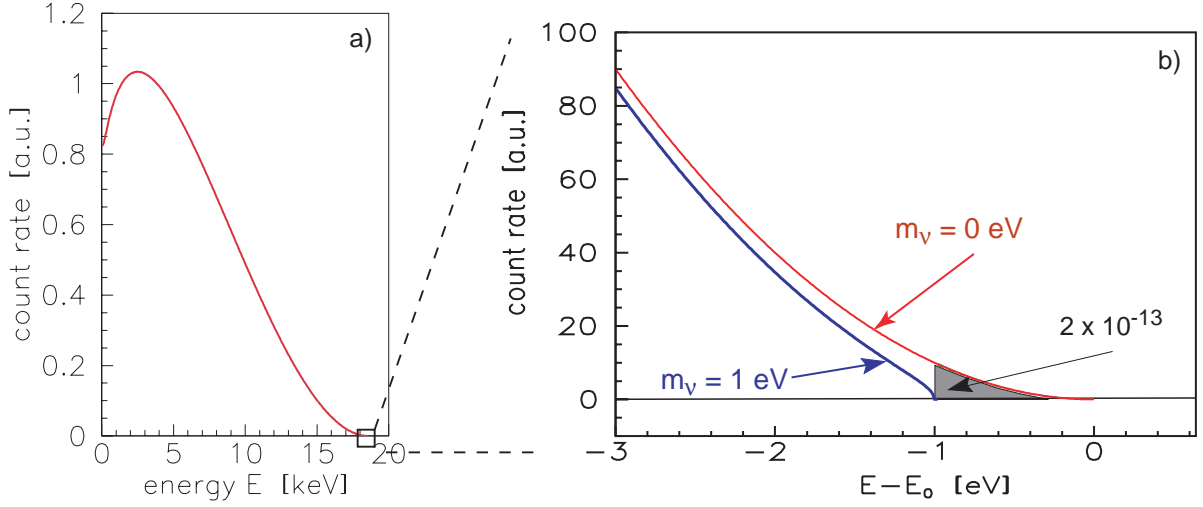 a)
1.2
1
0.8
0.6
0.4
0.2
0
count rate [a.u.]
0 5 10 15 20
energy E [keV]
b)
100
80
60
40
20
0
count rate [a.u.]
mν = 0 eV
2 x 10-13
mν = 1 eV
−3 −2 −1 0
E−Eo [eV]